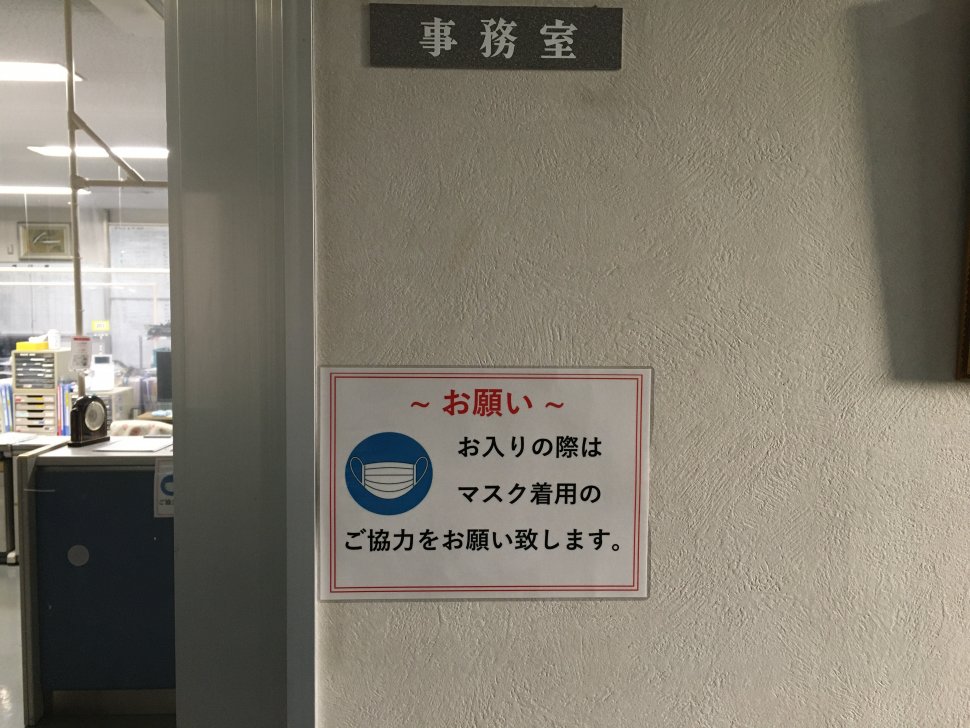 事務室
～ お願い ～
お入りの際は
マスク着用の
ご協力をお願い致します。